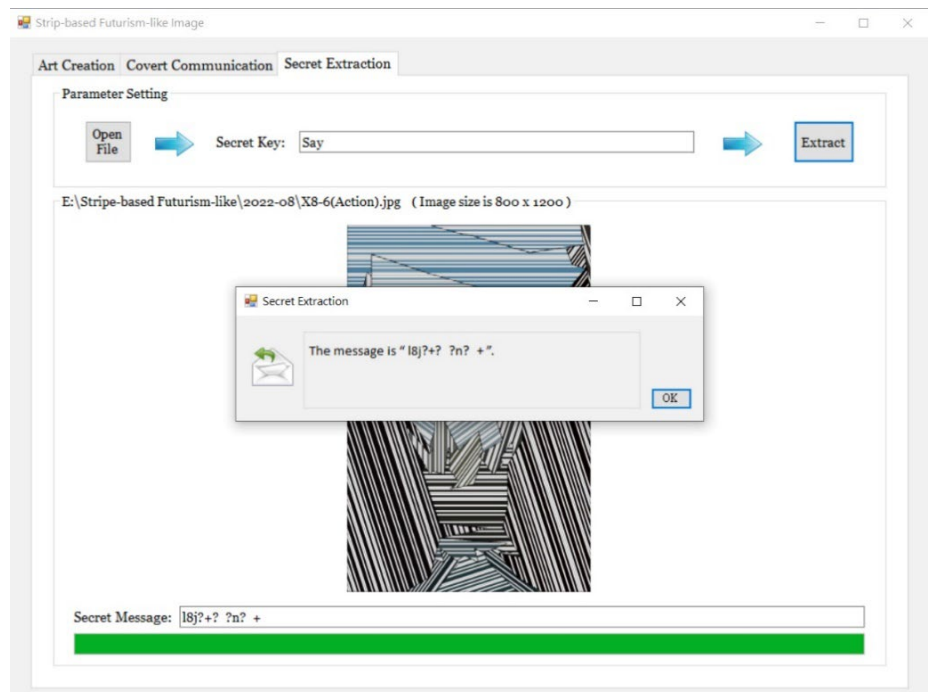 Strip-based Futurism-like Image
Art Creation Covert Communication Secret Extraction
Parameter Setting
Open
File
Secret Key: Say
Extract
E:\Stripe-based Futurism-like\2022-08\X8-6(Action).jpg ( Image size is 800 x 1200 )
Secret Extraction
The message is “ l8j?+? ?n? + ”.
OK
Secret Message: l8j?+? ?n? +